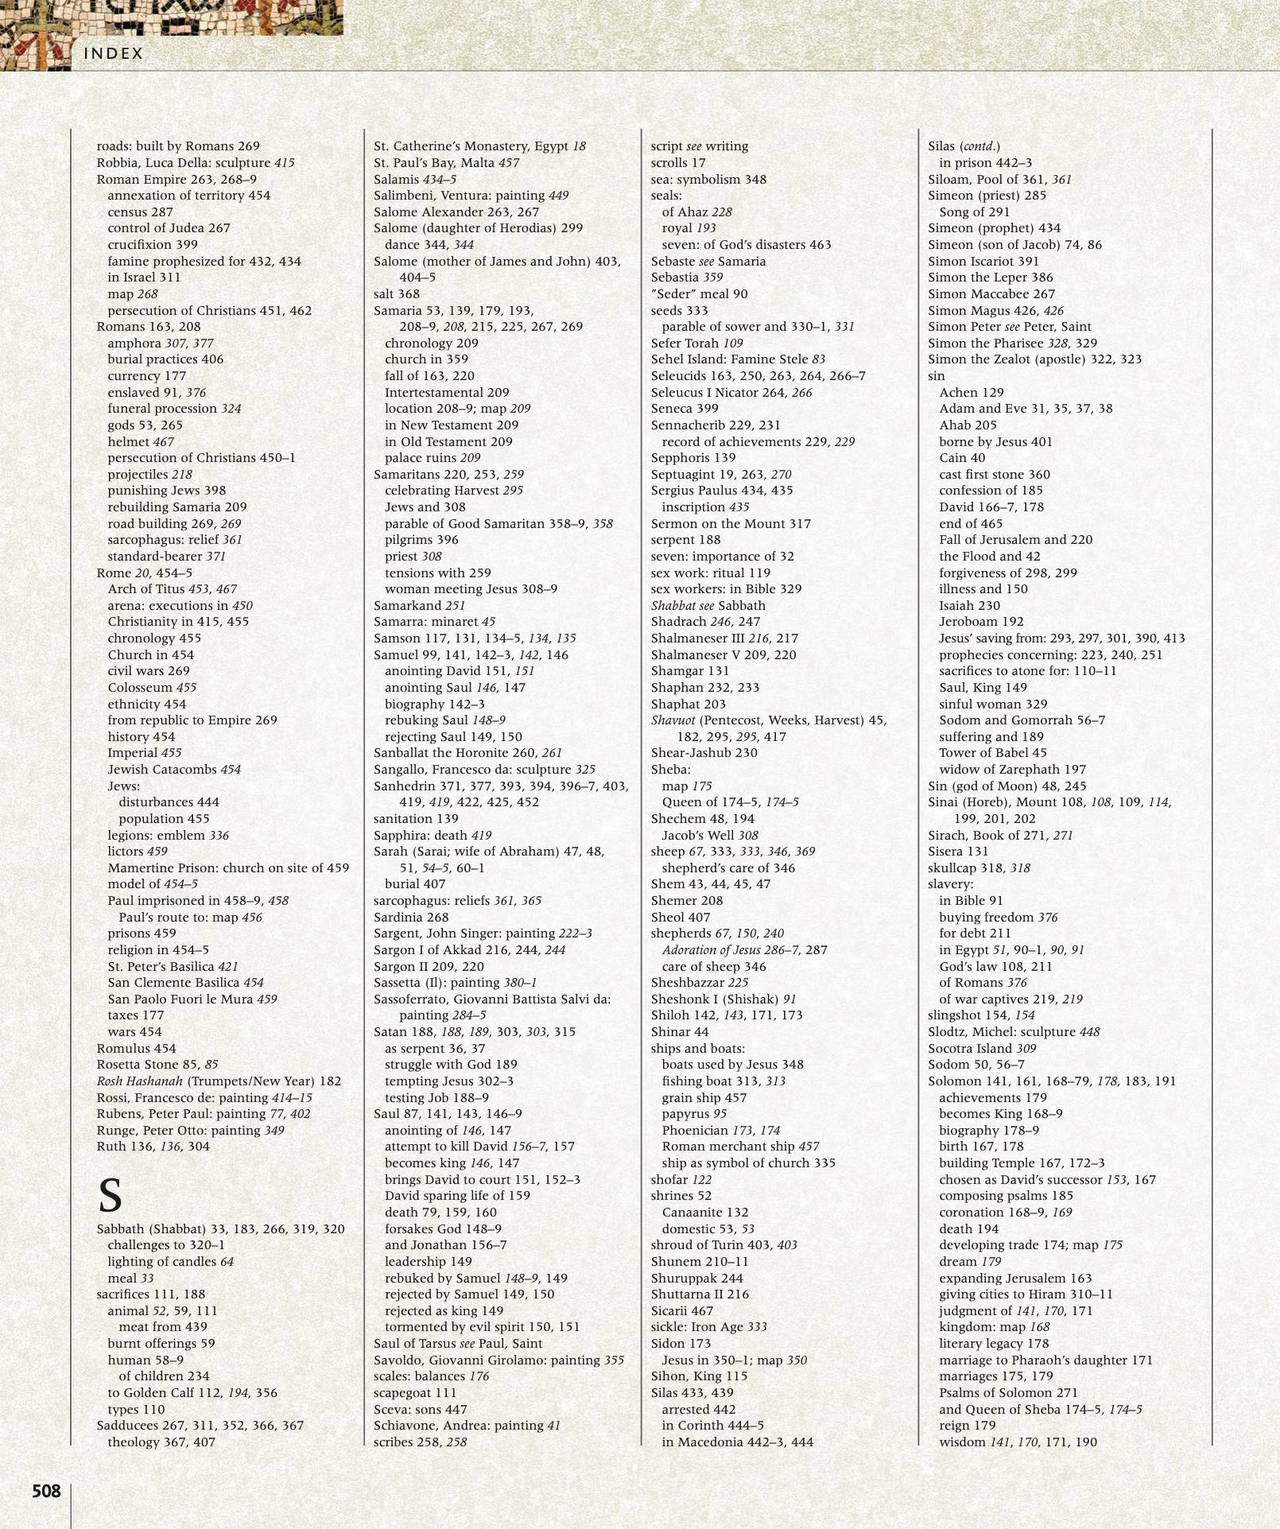 INDEX
roads: built by Romans 269
Robbia, Luca Della: sculpture 415
Roman Empire 263, 268–9
annexation of territory 454
census 287
control of Judea 267
crucifixion 399
famine prophesized for 432, 434
in Israel 311
map 268
persecution of Christians 451, 462
Romans 163, 208
amphora 307, 377
burial practices 406
currency 177
enslaved 91, 376
funeral procession 324
gods 53, 265
helmet 467
persecution of Christians 450–1
projectiles 218
punishing Jews 398
rebuilding Samaria 209
road building 269, 269
sarcophagus: relief 361
standard-bearer 371
Rome 20, 454–5
Arch of Titus 453, 467
arena: executions in 450
Christianity in 415, 455
chronology 455
Church in 454
civil wars 269
Colosseum 455
ethnicity 454
from republic to Empire 269
history 454
Imperial 455
Jewish Catacombs 454
Jews:
disturbances 444
population 455
legions: emblem 336
lictors 459
Mamertine Prison: church on site of 459
model of 454–5
Paul imprisoned in 458–9, 458
Paul's route to: map 456
prisons 459
religion in 454–5
St. Peter's Basilica 421
San Clemente Basilica 454
San Paolo Fuori le Mura 459
taxes 177
wars 454
Romulus 454
Rosetta Stone 85, 85
Rosh Hashanah (Trumpets/New Year) 182
Rossi, Francesco de: painting 414–15
Rubens, Peter Paul: painting 77, 402
Runge, Peter Otto: painting 349
Ruth 136, 136, 304
S
Sabbath (Shabbat) 33, 183, 266, 319, 320
challenges to 320–1
lighting of candles 64
meal 33
sacrifices 111, 188
animal 52, 59, 111
meat from 439
burnt offerings 59
human 58–9
of children 234
to Golden Calf 112, 194, 356
types 110
Sadducees 267, 311, 352, 366, 367
theology 367, 407
St. Catherine's Monastery, Egypt 18
St. Paul's Bay, Malta 457
Salamis 434–5
Salimbeni, Ventura: painting 449
Salome Alexander 263, 267
Salome (daughter of Herodias) 299
dance 344, 344
Salome (mother of James and John) 403,
404–5
salt 368
Samaria 53, 139, 179, 193,
208–9, 208, 215, 225, 267, 269
chronology 209
church in 359
fall of 163, 220
Intertestamental 209
location 208–9; map 209
in New Testament 209
in Old Testament 209
palace ruins 209
Samaritans 220, 253, 259
celebrating Harvest 295
Jews and 308
parable of Good Samaritan 358–9, 358
pilgrims 396
priest 308
tensions with 259
woman meeting Jesus 308–9
Samarkand 251
Samarra: minaret 45
Samson 117, 131, 134–5, 134, 135
Samuel 99, 141, 142–3, 142, 146
anointing David 151, 151
anointing Saul 146, 147
biography 142–3
rebuking Saul 148–9
rejecting Saul 149, 150
Sanballat the Horonite 260, 261
Sangallo, Francesco da: sculpture 325
Sanhedrin 371, 377, 393, 394, 396–7, 403,
419, 419, 422, 425, 452
sanitation 139
Sapphira: death 419
Sarah (Sarai; wife of Abraham) 47, 48,
51, 54–5, 60–1
burial 407
sarcophagus: reliefs 361, 365
Sardinia 268
Sargent, John Singer: painting 222–3
Sargon I of Akkad 216, 244, 244
Sargon II 209, 220
Sassetta (Il): painting 380–1
Sassoferrato, Giovanni Battista Salvi da:
painting 284–5
Satan 188, 188, 189, 303, 303, 315
as serpent 36, 37
struggle with God 189
tempting Jesus 302–3
testing Job 188–9
Saul 87, 141, 143, 146–9
anointing of 146, 147
attempt to kill David 156–7, 157
becomes king 146, 147
brings David to court 151, 152–3
David sparing life of 159
death 79, 159, 160
forsakes God 148–9
and Jonathan 156–7
leadership 149
rebuked by Samuel 148–9, 149
rejected by Samuel 149, 150
rejected as king 149
tormented by evil spirit 150, 151
Saul of Tarsus see Paul, Saint
Savoldo, Giovanni Girolamo: painting 355
scales: balances 176
scapegoat 111
Sceva: sons 447
Schiavone, Andrea: painting 41
scribes 258, 258
script see writing
scrolls 17
sea: symbolism 348
seals:
of Ahaz 228
royal 193
seven: of God's disasters 463
Sebaste see Samaria
Sebastia 359
"Seder" meal 90
seeds 333
parable of sower and 330–1, 331
Sefer Torah 109
Sehel Island: Famine Stele 83
Seleucids 163, 250, 263, 264, 266–7
Seleucus I Nicator 264, 266
Seneca 399
Sennacherib 229, 231
record of achievements 229, 229
Sepphoris 139
Septuagint 19, 263, 270
Sergius Paulus 434, 435
inscription 435
Sermon on the Mount 317
serpent 188
seven: importance of 32
sex work: ritual 119
sex workers: in Bible 329
Shabbat see Sabbath
Shadrach 246, 247
Shalmaneser III 216, 217
Shalmaneser V 209, 220
Shamgar 131
Shaphan 232, 233
Shaphat 203
Shavuot (Pentecost, Weeks, Harvest) 45,
182, 295, 295, 417
Shear-Jashub 230
Sheba:
map 175
Queen of 174–5, 174–5
Shechem 48, 194
Jacob's Well 308
sheep 67, 333, 333, 346, 369
shepherd's care of 346
Shem 43, 44, 45, 47
Shemer 208
Sheol 407
shepherds 67, 150, 240
Adoration of Jesus 286–7, 287
care of sheep 346
Sheshbazzar 225
Sheshonk I (Shishak) 91
Shiloh 142, 143, 171, 173
Shinar 44
ships and boats:
boats used by Jesus 348
fishing boat 313, 313
grain ship 457
papyrus 95
Phoenician 173, 174
Roman merchant ship 457
ship as symbol of church 335
shofar 122
shrines 52
Canaanite 132
domestic 53, 53
shroud of Turin 403, 403
Shunem 210–11
Shuruppak 244
Shuttarna II 216
Sicarii 467
sickle: Iron Age 333
Sidon 173
Jesus in 350–1; map 350
Sihon, King 115
Silas 433, 439
arrested 442
in Corinth 444–5
in Macedonia 442–3, 444
Silas (contd.)
in prison 442–3
Siloam, Pool of 361, 361
Simeon (priest) 285
Song of 291
Simeon (prophet) 434
Simeon (son of Jacob) 74, 86
Simon Iscariot 391
Simon the Leper 386
Simon Maccabee 267
Simon Magus 426, 426
Simon Peter see Peter, Saint
Simon the Pharisee 328, 329
Simon the Zealot (apostle) 322, 323
sin
Achen 129
Adam and Eve 31, 35, 37, 38
Ahab 205
borne by Jesus 401
Cain 40
cast first stone 360
confession of 185
David 166–7, 178
end of 465
Fall of Jerusalem and 220
the Flood and 42
forgiveness of 298, 299
illness and 150
Isaiah 230
Jeroboam 192
Jesus' saving from: 293, 297, 301, 390, 413
prophecies concerning: 223, 240, 251
sacrifices to atone for: 110–11
Saul, King 149
sinful woman 329
Sodom and Gomorrah 56–7
suffering and 189
Tower of Babel 45
widow of Zarephath 197
Sin (god of Moon) 48, 245
Sinai (Horeb), Mount 108, 108, 109, 114,
199, 201, 202
Sirach, Book of 271, 271
Sisera 131
skullcap 318, 318
slavery:
in Bible 91
buying freedom 376
for debt 211
in Egypt 51, 90–1, 90, 91
God's law 108, 211
of Romans 376
of war captives 219, 219
slingshot 154, 154
Slodtz, Michel: sculpture 448
Socotra Island 309
Sodom 50, 56–7
Solomon 141, 161, 168–79, 178, 183, 191
achievements 179
becomes King 168–9
biography 178–9
birth 167, 178
building Temple 167, 172–3
chosen as David's successor 153, 167
composing psalms 185
coronation 168–9, 169
death 194
developing trade 174; map 175
dream 179
expanding Jerusalem 163
giving cities to Hiram 310–11
judgment of 141, 170, 171
kingdom: map 168
literary legacy 178
marriage to Pharaoh's daughter 171
marriages 175, 179
Psalms of Solomon 271
and Queen of Sheba 174–5, 174–5
reign 179
wisdom 141, 170, 171, 190
508